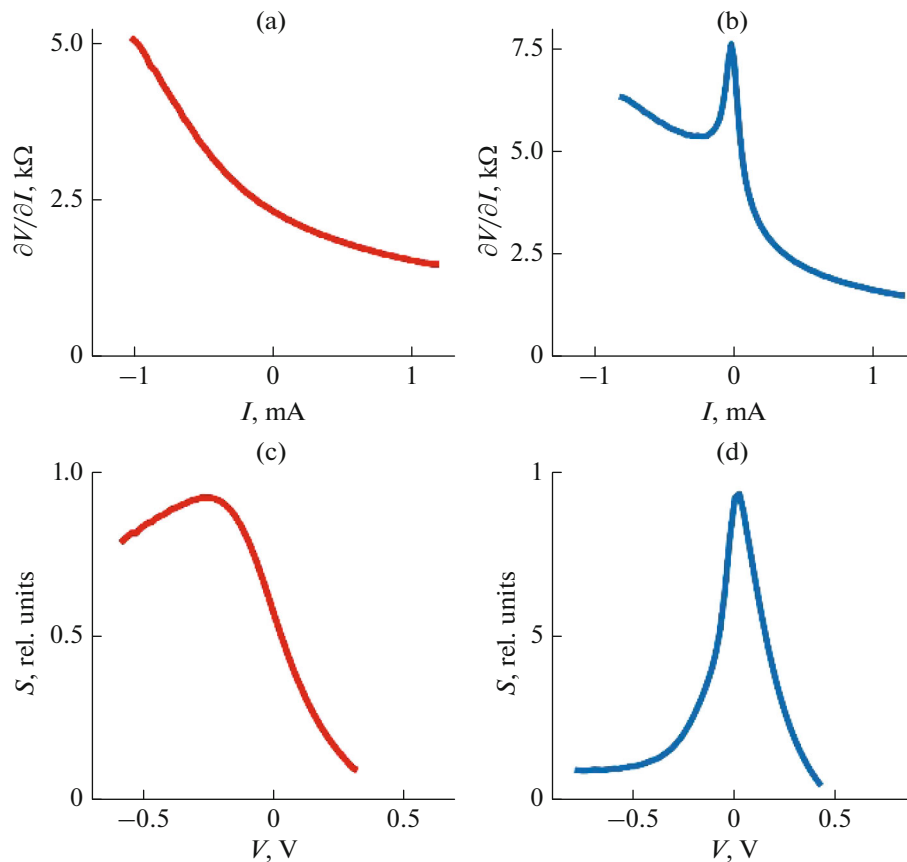 (a)
5.0
2.5
0
∂V/∂I, kΩ
−1
0
1
I, mA
(b)
7.5
5.0
2.5
0
∂V/∂I, kΩ
−1
0
1
I, mA
(c)
1.0
0.5
0
S, rel. units
−0.5
0
0.5
V, V
(d)
1
5
0
S, rel. units
−0.5
0
0.5
V, V